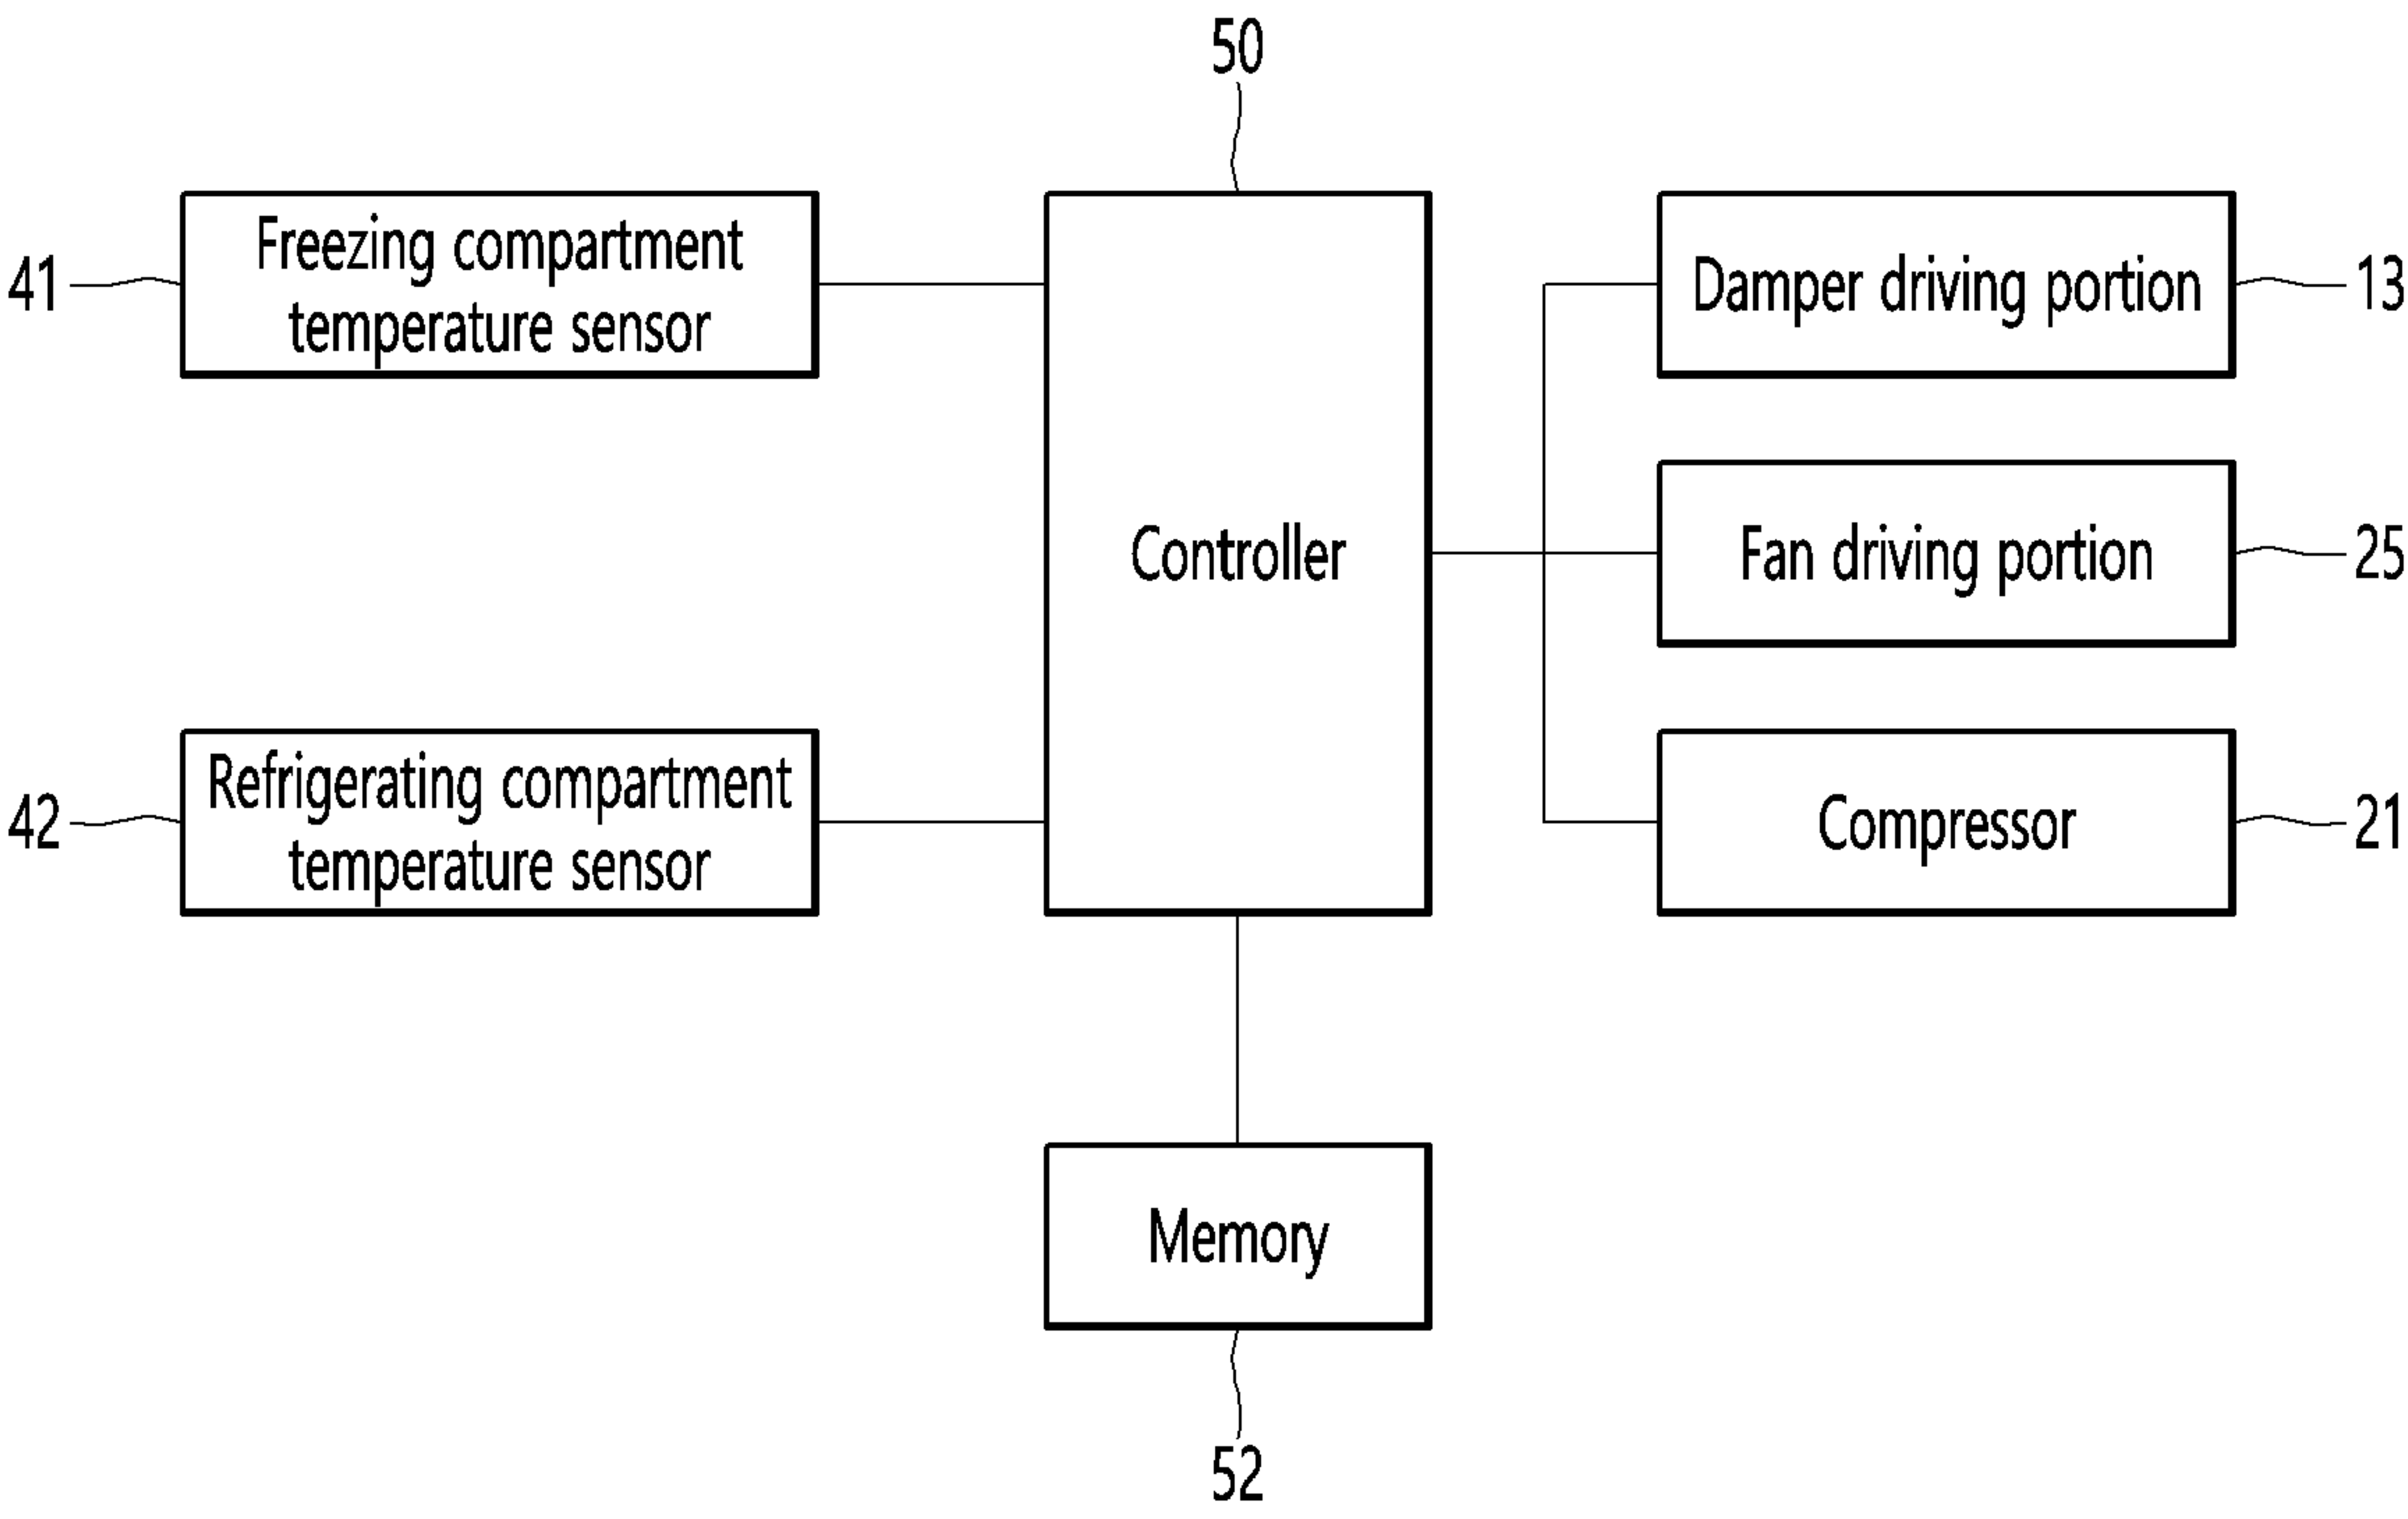 50
41
Freezing compartment
temperature sensor
Damper driving portion
13
Controller
Fan driving portion
25
42
Refrigerating compartment
temperature sensor
Compressor
21
Memory
52